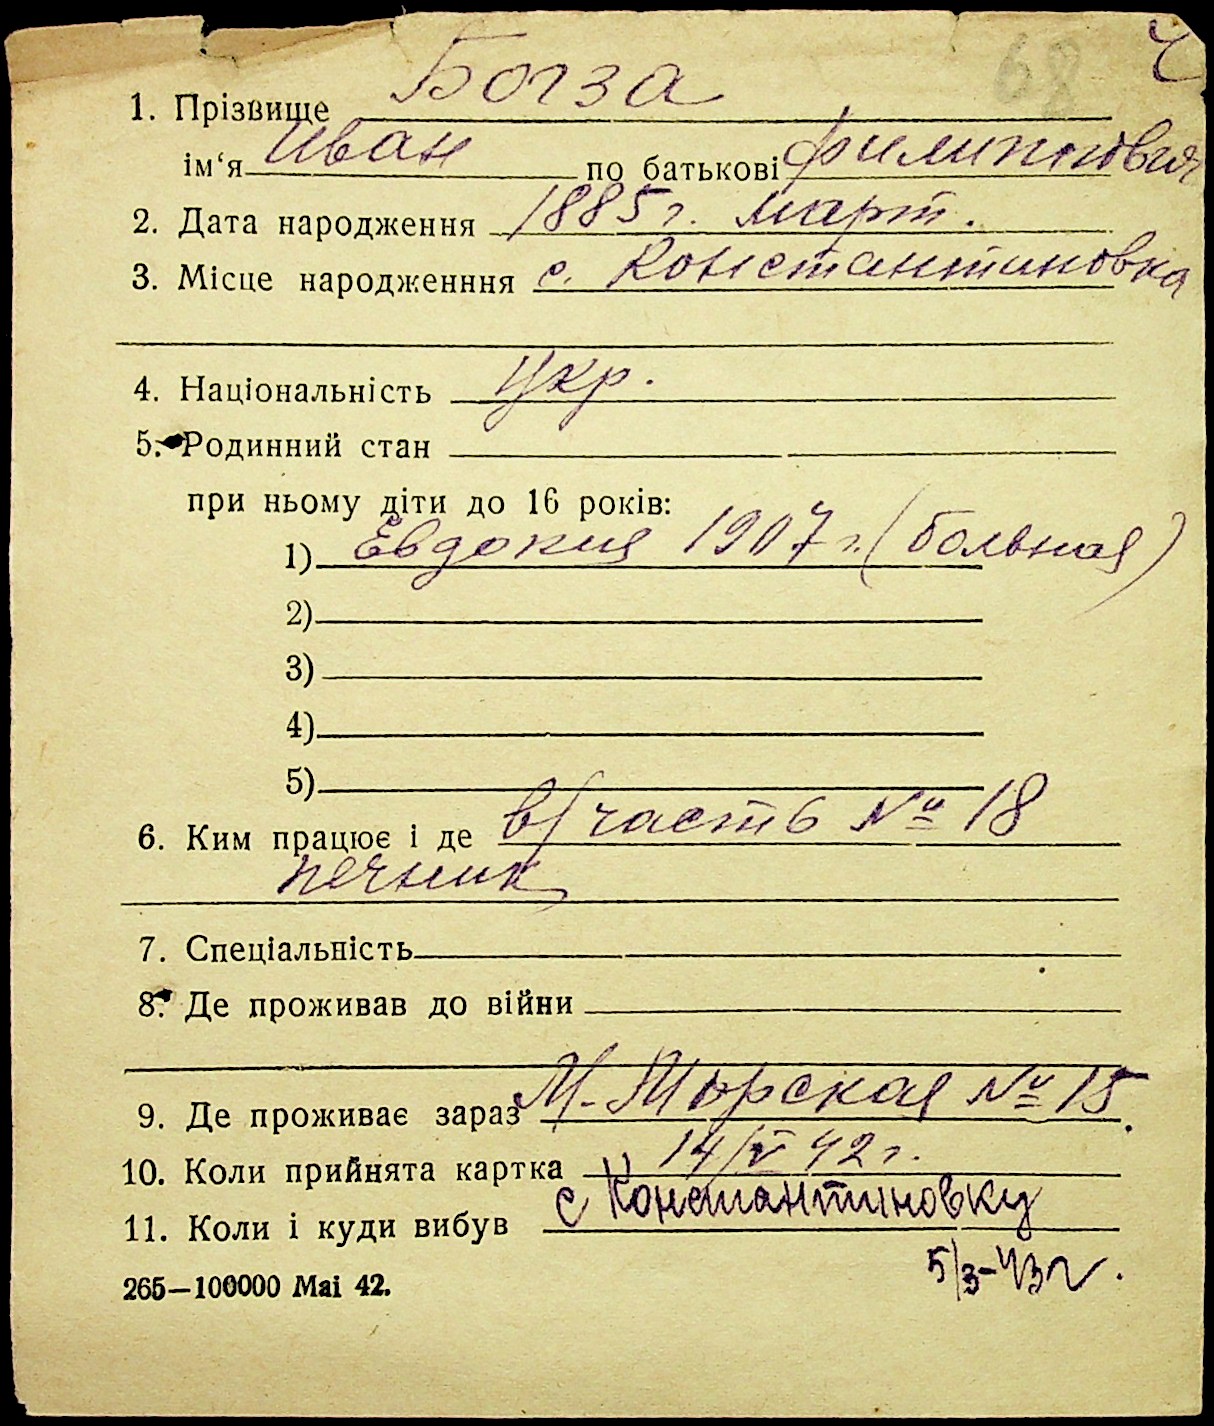 68 Ч
1. Прізвище Богза
ім‘я Иван по батькові Филиппович
2. Дата народження 1885 г. март.
3. Місце народженння с. Константиновка
4. Національність Укр.
5. Родинний стан
при ньому діти до 16 років:
1) Евдокия 1907 г. (больная)
2)
3)
4)
5)
6. Ким працює і де в/часть № 18
печник
7. Спеціальність
8. Де проживав до війни
9. Де проживає зараз М-Морская № 15.
10. Коли прийнята картка 14/V 42 г.
11. Коли і куди вибув с Константиновку
5/3-43 г.
265—100000 Mai 42.